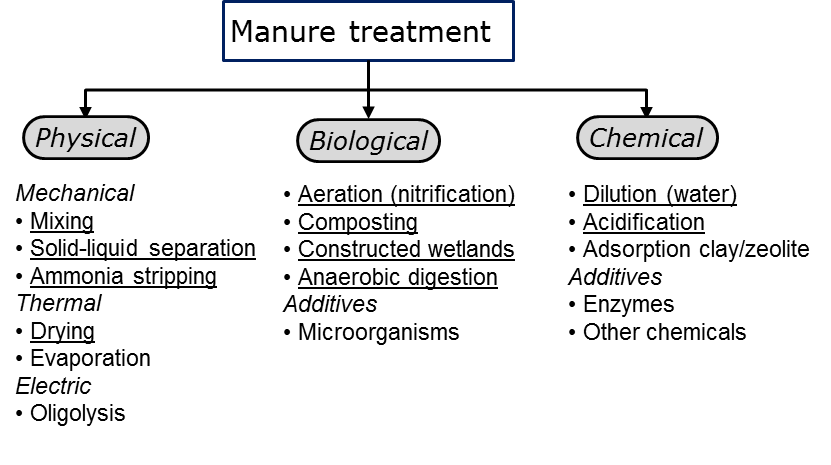 Manure treatment
Physical
Mechanical
• Mixing
• Solid-liquid separation
• Ammonia stripping
Thermal
• Drying
• Evaporation
Electric
• Oligolysis
Biological
• Aeration (nitrification)
• Composting
• Constructed wetlands
• Anaerobic digestion
Additives
• Microorganisms
Chemical
• Dilution (water)
• Acidification
• Adsorption clay/zeolite
Additives
• Enzymes
• Other chemicals